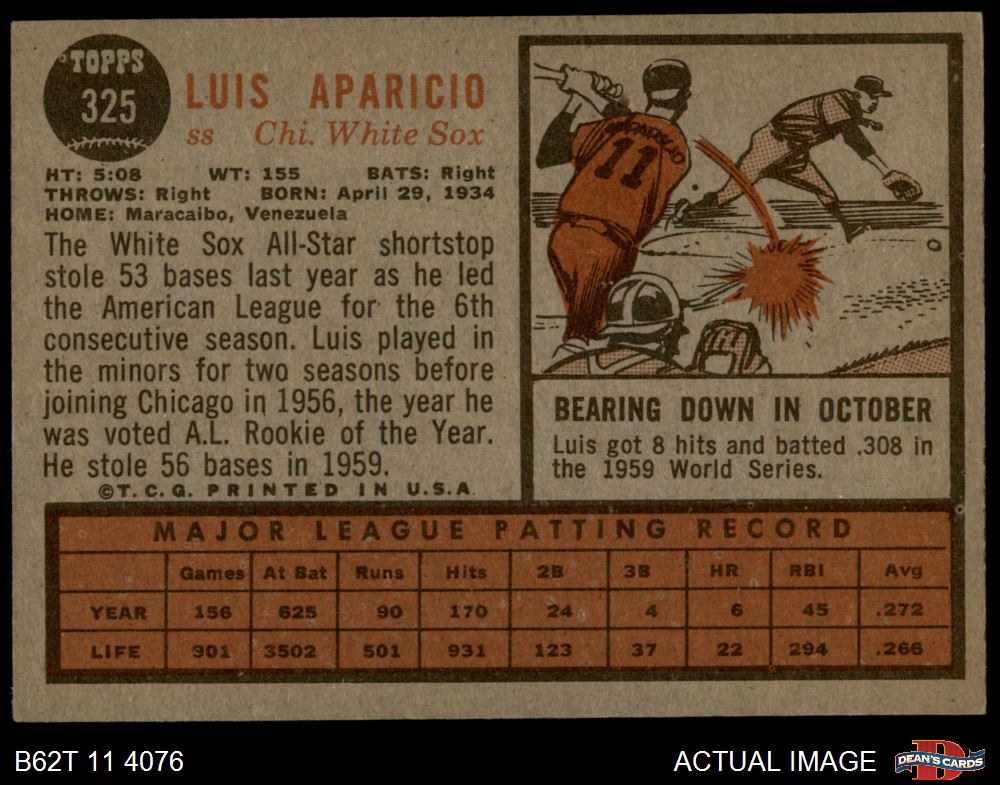 TOPPS
325
LUIS APARICIO
ss Chi. White Sox
HT: 5:08 WT: 155 BATS: Right
THROWS: Right BORN: April 29, 1934
HOME: Maracaibo, Venezuela
The White Sox All-Star shortstop
stole 53 bases last year as he led
the American League for the 6th
consecutive season. Luis played in
the minors for two seasons before
joining Chicago in 1956, the year he
was voted A.L. Rookie of the Year.
He stole 56 bases in 1959.
©T.C.G. PRINTED IN U.S.A.
APARICIO
11
BEARING DOWN IN OCTOBER
Luis got 8 hits and batted .308 in
the 1959 World Series.
MAJOR LEAGUE BATTING RECORD
Games At Bat Runs Hits 2B 3B HR RBI Avg
YEAR 156 625 90 170 24 4 6 45 .272
LIFE 901 3502 501 931 123 37 22 294 .266
B62T 11 4076 ACTUAL IMAGE DEAN'S CARDS